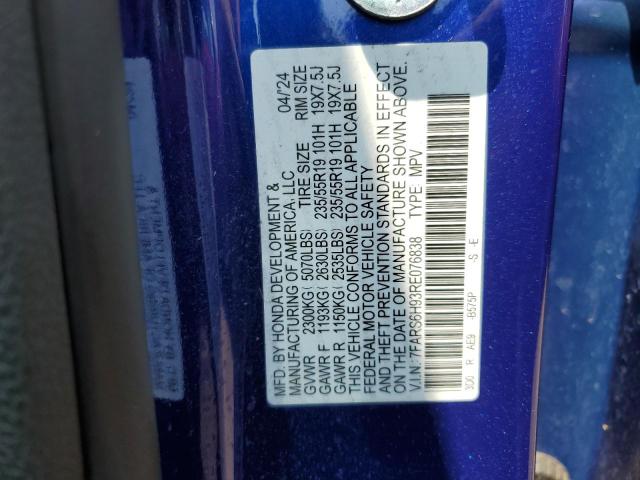 MFD. BY HONDA DEVELOPMENT & 04/24
MANUFACTURING OF AMERICA, LLC
TIRE SIZE RIM SIZE
GVWR 2300KG( 5070LBS)
GAWR F 1193KG( 2630LBS) 235/55R19 101H 19X7.5J
GAWR R 1150KG( 2535LBS) 235/55R19 101H 19X7.5J
THIS VEHICLE CONFORMS TO ALL APPLICABLE
FEDERAL MOTOR VEHICLE SAFETY
AND THEFT PREVENTION STANDARDS IN EFFECT
ON THE DATE OF MANUFACTURE SHOWN ABOVE.
V.I.N: 7FARS6H93RE076838 TYPE: MPV
XOO R AE9 -B575P -S -E